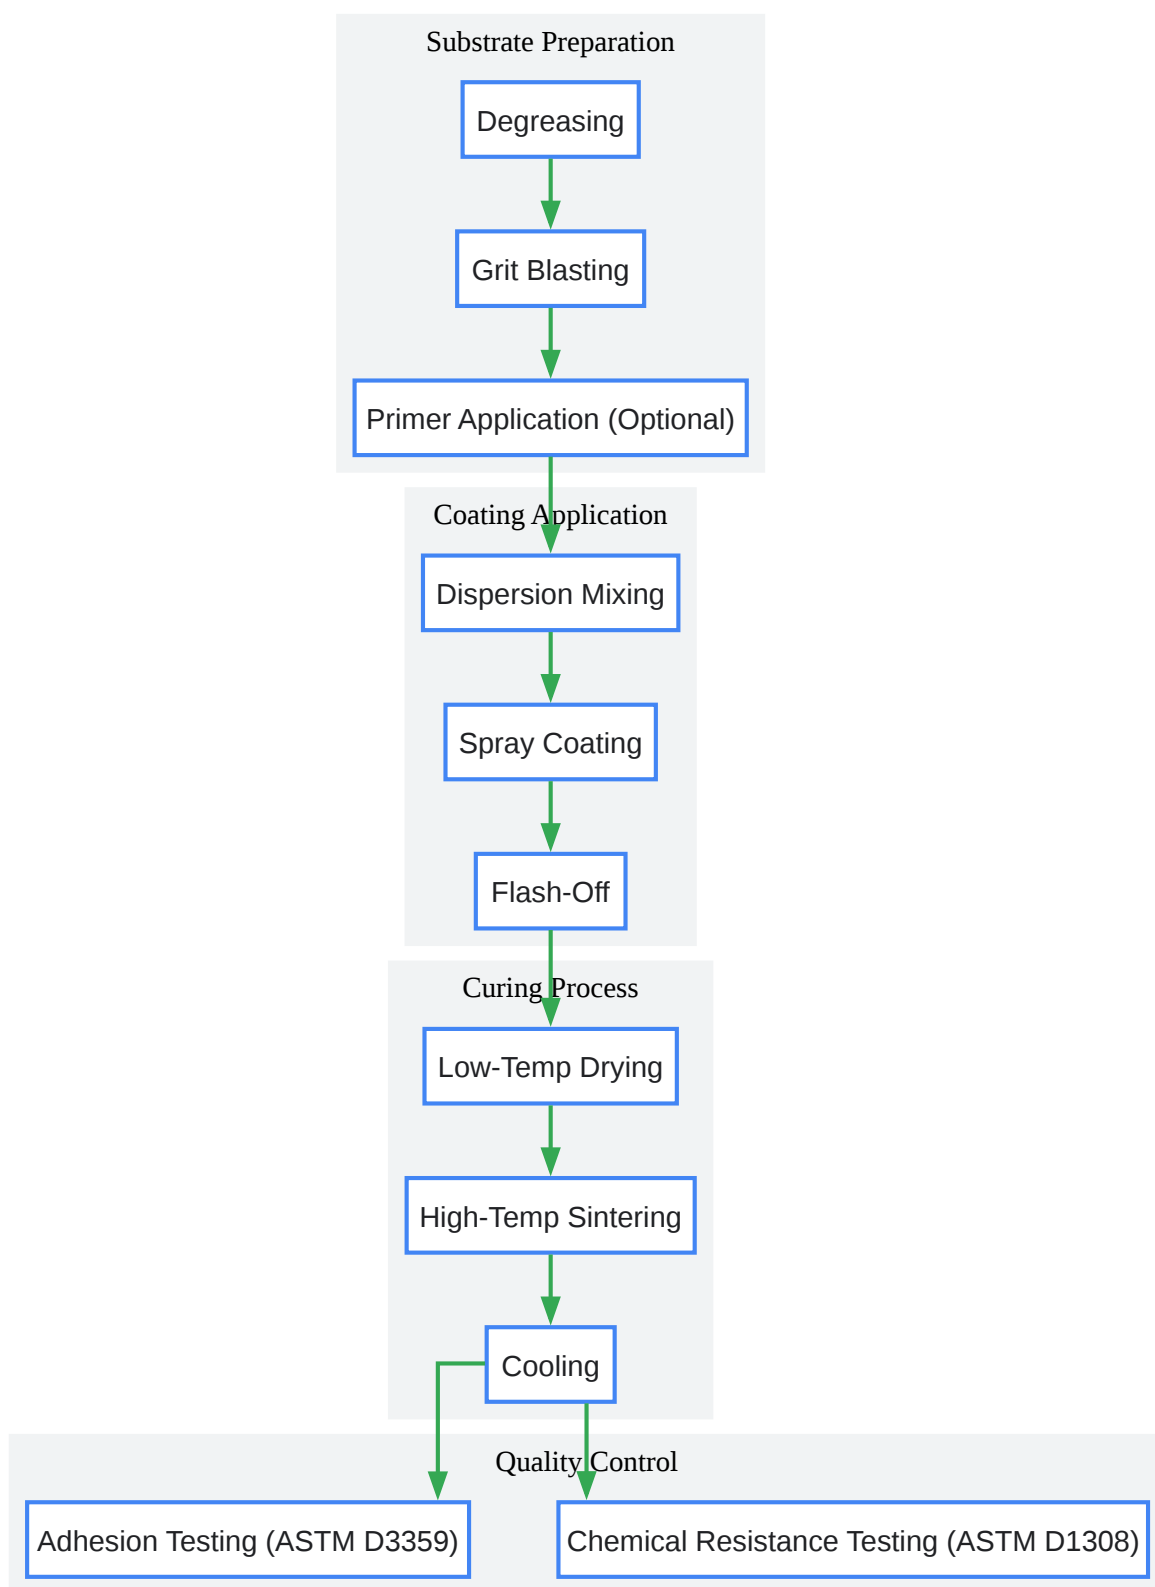 Substrate Preparation
Degreasing
Grit Blasting
Primer Application (Optional)
Coating Application
Dispersion Mixing
Spray Coating
Flash-Off
Curing Process
Low-Temp Drying
High-Temp Sintering
Cooling
Quality Control
Adhesion Testing (ASTM D3359)
Chemical Resistance Testing (ASTM D1308)